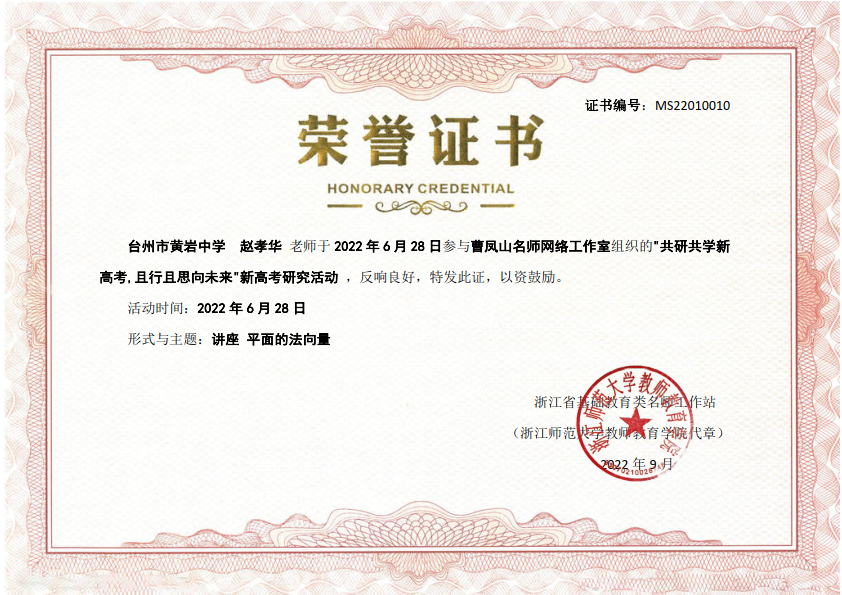 证书编号：MS22010010
荣誉证书
HONORARY CREDENTIAL
台州市黄岩中学 赵孝华 老师于 2022 年 6 月 28 日参与曹凤山名师网络工作室组织的"共研共学新
高考,且行且思向未来"新高考研究活动 ，反响良好，特发此证，以资鼓励。
活动时间：2022 年 6 月 28 日
形式与主题：讲座 平面的法向量
浙江省基础教育类名师工作站
（浙江师范大学教师教育学院代章）
2022 年 9 月
浙江师范大学教师教育学院